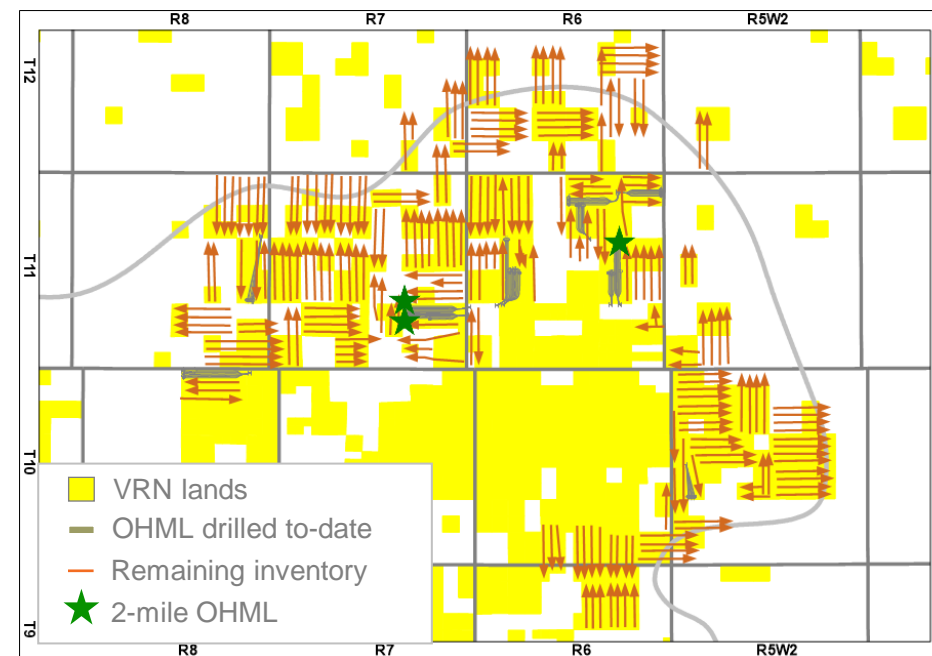 R8 R7 R6 R5W2
T12
T11
T10
T9
VRN lands
OHML drilled to-date
Remaining inventory
2-mile OHML
R8 R7 R6 R5W2